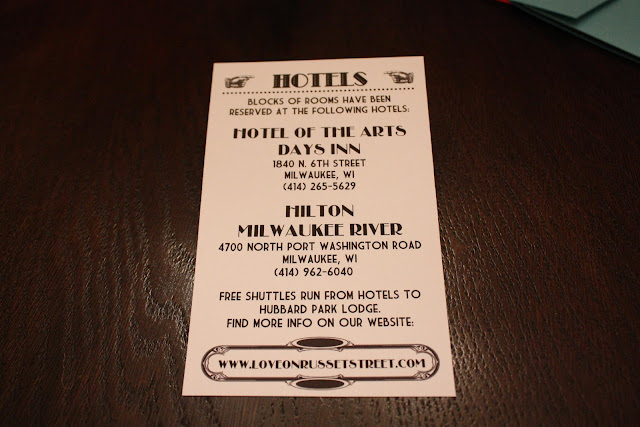 HOTELS
BLOCKS OF ROOMS HAVE BEEN
RESERVED AT THE FOLLOWING HOTELS:
HOTEL OF THE ARTS
DAYS INN
1840 N. 6TH STREET
MILWAUKEE, WI
(414) 265-5629
HILTON
MILWAUKEE RIVER
4700 NORTH PORT WASHINGTON ROAD
MILWAUKEE, WI
(414) 962-6040
FREE SHUTTLES RUN FROM HOTELS TO
HUBBARD PARK LODGE.
FIND MORE INFO ON OUR WEBSITE:
WWW.LOVEONRUSSETSTREET.COM